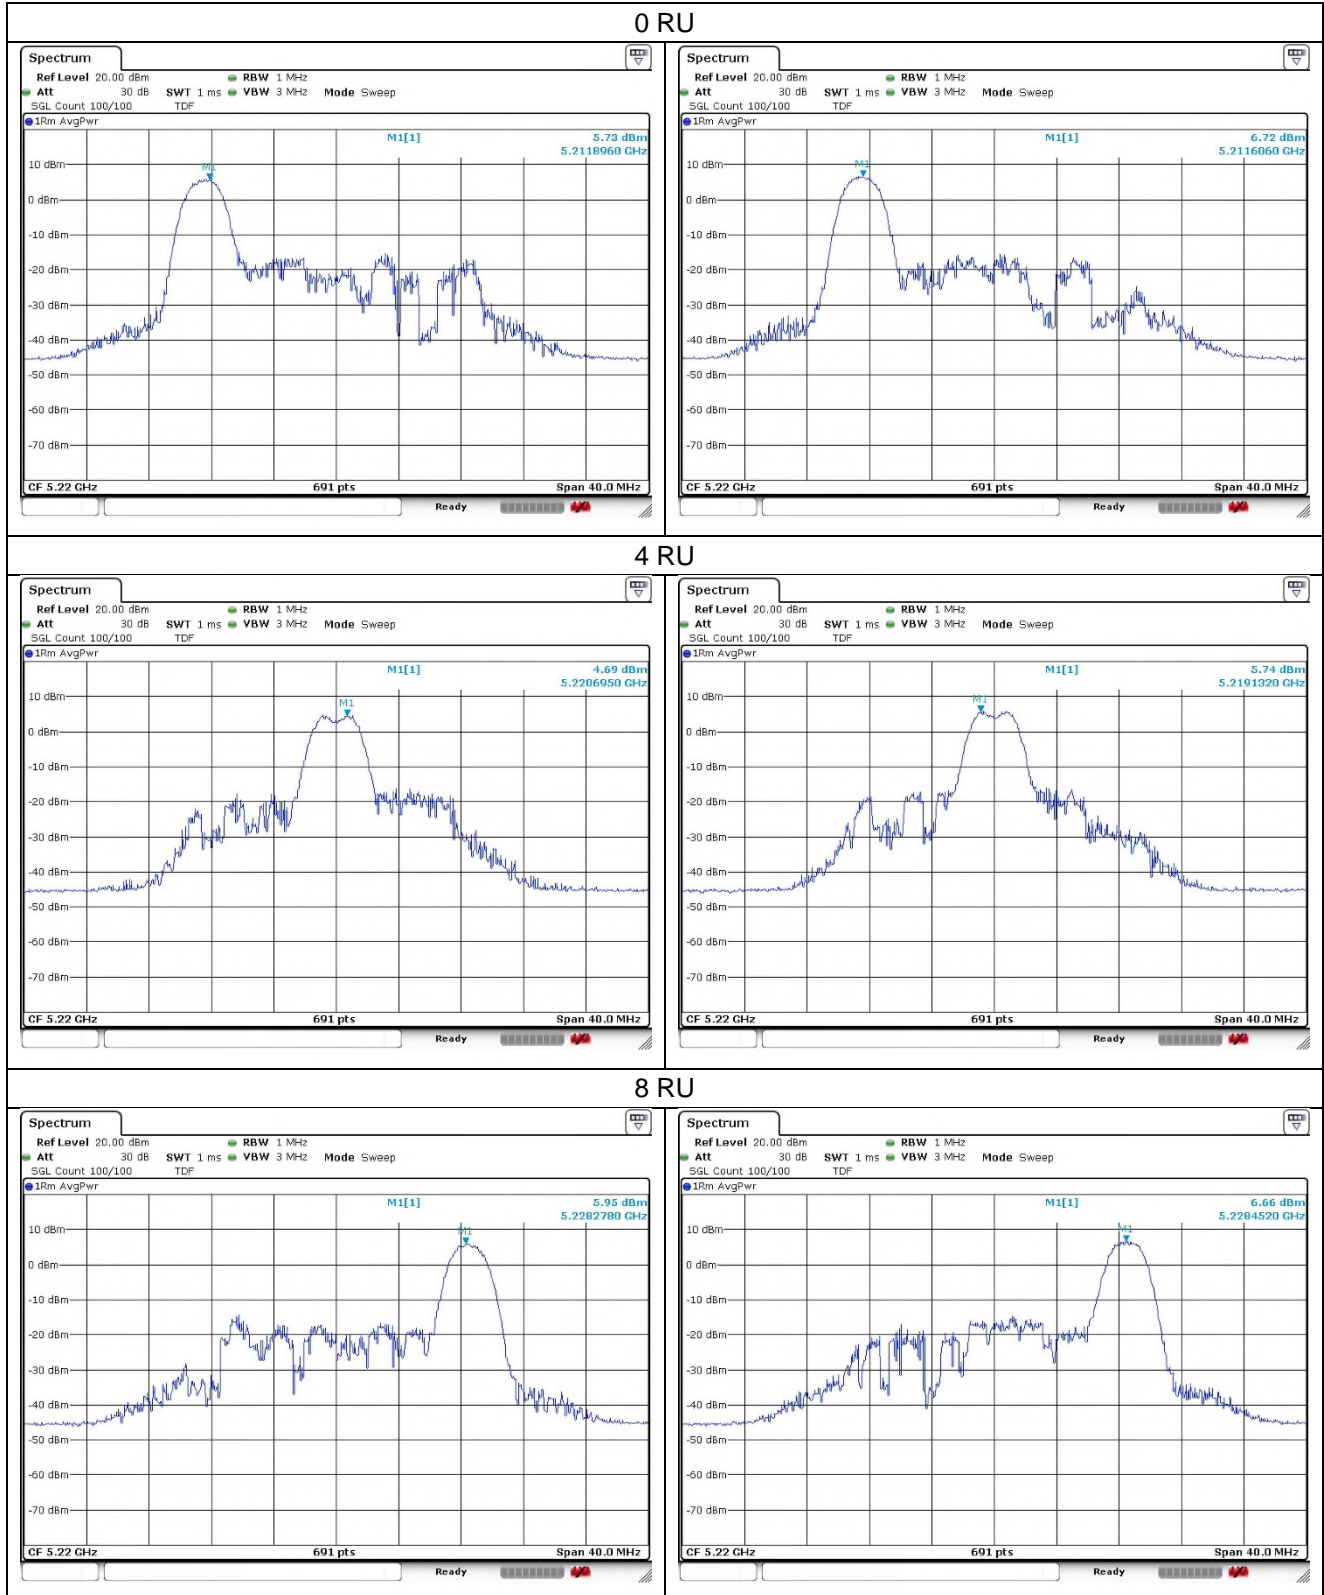 0 RU
Spectrum
Ref Level 20.00 dBm RBW 1 MHz
Att 30 dB SWT 1 ms VBW 3 MHz Mode Sweep
SGL Count 100/100 TDF
1Rm AvgPwr
M1[1] 5.73 dBm
5.2118960 GHz
M1
10 dBm
0 dBm
-10 dBm
-20 dBm
-30 dBm
-40 dBm
-50 dBm
-60 dBm
-70 dBm
CF 5.22 GHz 691 pts Span 40.0 MHz
Ready
Spectrum
Ref Level 20.00 dBm RBW 1 MHz
Att 30 dB SWT 1 ms VBW 3 MHz Mode Sweep
SGL Count 100/100 TDF
1Rm AvgPwr
M1[1] 6.72 dBm
5.2116060 GHz
M1
10 dBm
0 dBm
-10 dBm
-20 dBm
-30 dBm
-40 dBm
-50 dBm
-60 dBm
-70 dBm
CF 5.22 GHz 691 pts Span 40.0 MHz
Ready
4 RU
Spectrum
Ref Level 20.00 dBm RBW 1 MHz
Att 30 dB SWT 1 ms VBW 3 MHz Mode Sweep
SGL Count 100/100 TDF
1Rm AvgPwr
M1[1] 4.69 dBm
5.2206950 GHz
M1
10 dBm
0 dBm
-10 dBm
-20 dBm
-30 dBm
-40 dBm
-50 dBm
-60 dBm
-70 dBm
CF 5.22 GHz 691 pts Span 40.0 MHz
Ready
Spectrum
Ref Level 20.00 dBm RBW 1 MHz
Att 30 dB SWT 1 ms VBW 3 MHz Mode Sweep
SGL Count 100/100 TDF
1Rm AvgPwr
M1[1] 5.74 dBm
5.2191320 GHz
M1
10 dBm
0 dBm
-10 dBm
-20 dBm
-30 dBm
-40 dBm
-50 dBm
-60 dBm
-70 dBm
CF 5.22 GHz 691 pts Span 40.0 MHz
Ready
8 RU
Spectrum
Ref Level 20.00 dBm RBW 1 MHz
Att 30 dB SWT 1 ms VBW 3 MHz Mode Sweep
SGL Count 100/100 TDF
1Rm AvgPwr
M1[1] 5.95 dBm
5.2282780 GHz
M1
10 dBm
0 dBm
-10 dBm
-20 dBm
-30 dBm
-40 dBm
-50 dBm
-60 dBm
-70 dBm
CF 5.22 GHz 691 pts Span 40.0 MHz
Ready
Spectrum
Ref Level 20.00 dBm RBW 1 MHz
Att 30 dB SWT 1 ms VBW 3 MHz Mode Sweep
SGL Count 100/100 TDF
1Rm AvgPwr
M1[1] 6.66 dBm
5.2284520 GHz
M1
10 dBm
0 dBm
-10 dBm
-20 dBm
-30 dBm
-40 dBm
-50 dBm
-60 dBm
-70 dBm
CF 5.22 GHz 691 pts Span 40.0 MHz
Ready